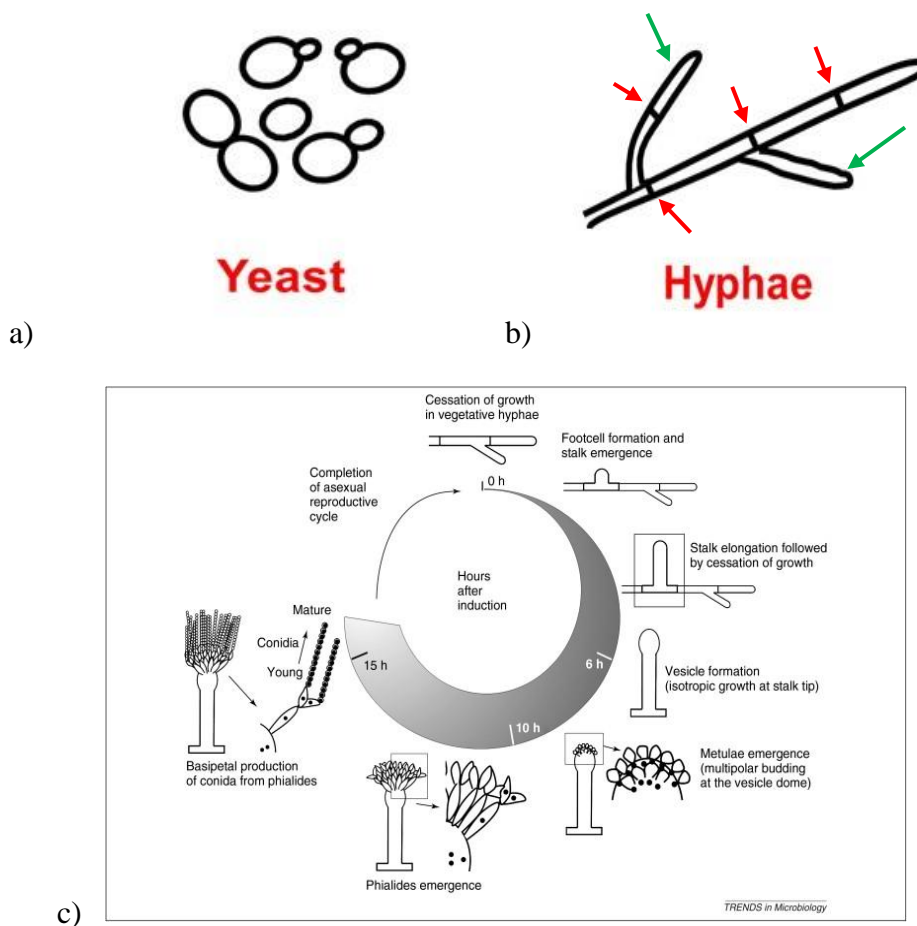 Yeast
Hyphae
a)
b)
Cessation of growth
in vegetative hyphae
Footcell formation and
stalk emergence
Completion
of asexual
reproductive
cycle
0 h
Stalk elongation followed
by cessation of growth
Hours
after
induction
Mature
Conidia
Young
15 h
6 h
Vesicle formation
(isotropic growth at stalk tip)
10 h
Basipetal production
of conida from phialides
Metulae emergence
(multipolar budding
at the vesicle dome)
Phialides emergence
TRENDS in Microbiology
c)